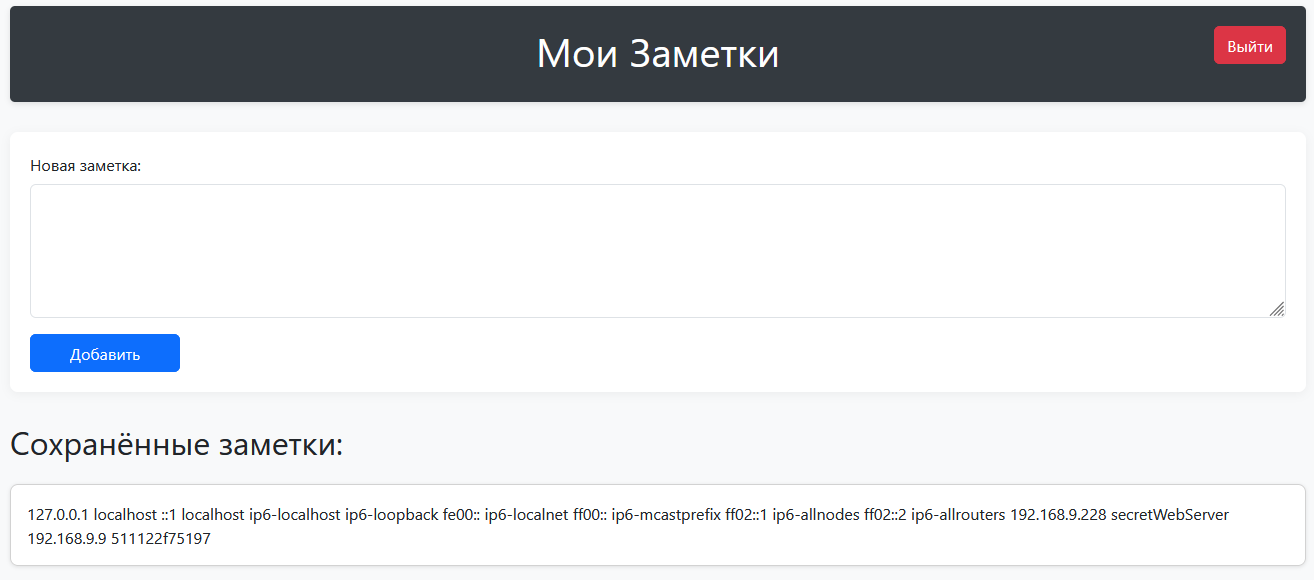 Мои Заметки
Выйти
Новая заметка:
Добавить
Сохранённые заметки:
127.0.0.1 localhost ::1 localhost ip6-localhost ip6-loopback fe00:: ip6-localnet ff00:: ip6-mcastprefix ff02::1 ip6-allnodes ff02::2 ip6-allrouters 192.168.9.228 secretWebServer
192.168.9.9 511122f75197